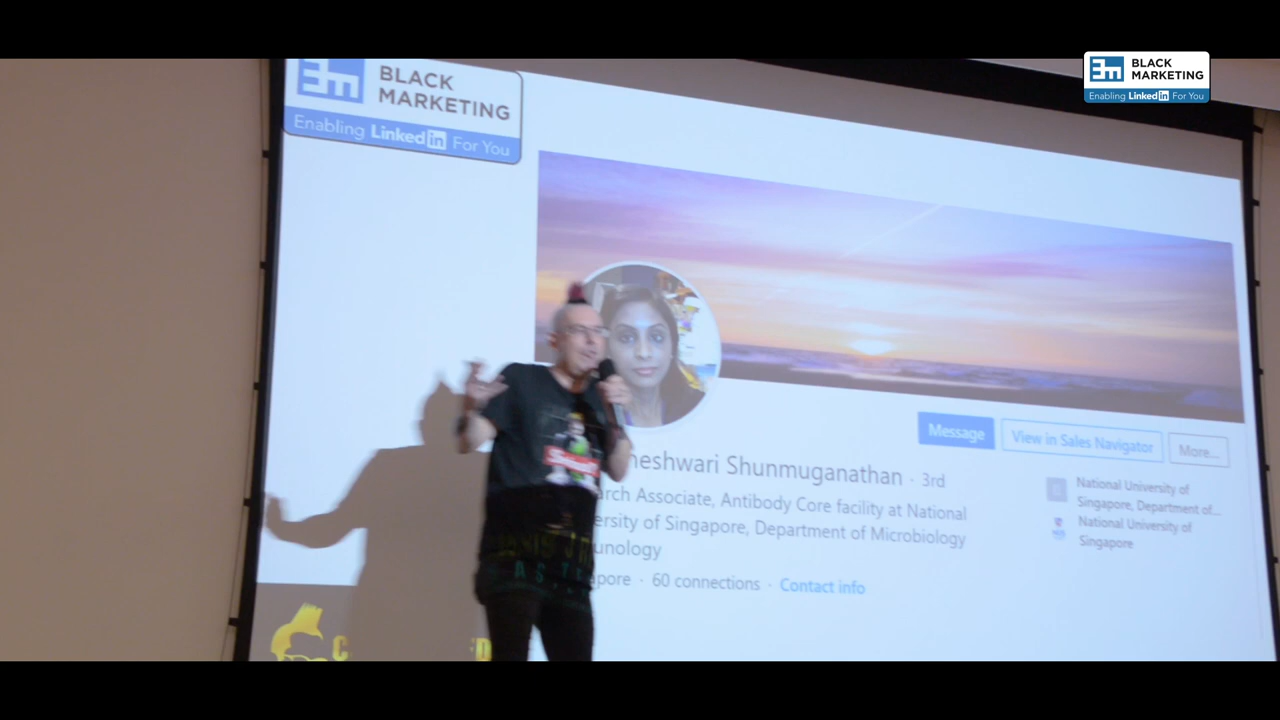 BLACK
MARKETING
Enabling Linked in For You
BLACK
MARKETING
Enabling Linked in For You
Message
View in Sales Navigator
More...
heshwari Shunmuganathan · 3rd
rch Associate, Antibody Core facility at National
ersity of Singapore, Department of Microbiology
unology
pore · 60 connections · Contact info
National University of
Singapore, Department of...
National University of
Singapore